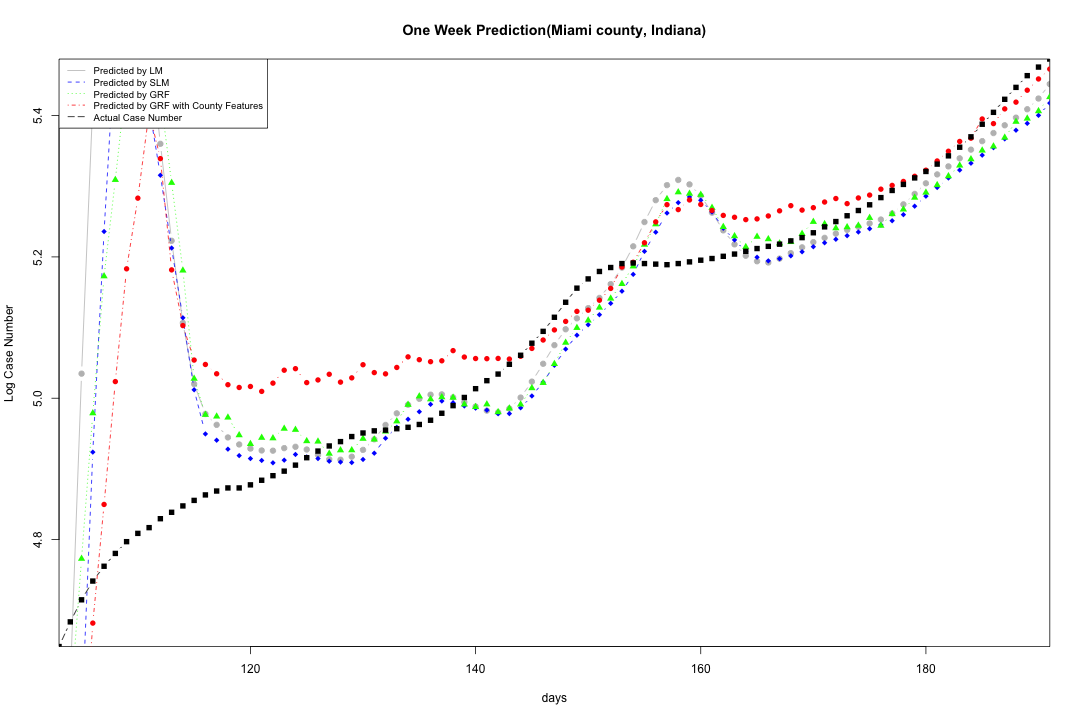 One Week Prediction(Miami county, Indiana)
Predicted by LM
Predicted by SLM
Predicted by GRF
Predicted by GRF with County Features
Actual Case Number
5.4
5.2
5.0
4.8
Log Case Number
120 140 160 180
days